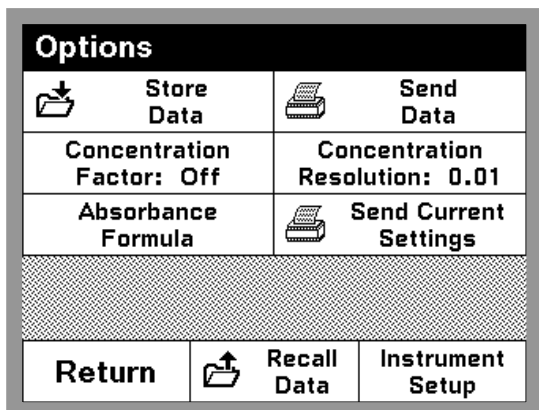 Options
Store
Data
Send
Data
Concentration
Factor: Off
Concentration
Resolution: 0.01
Absorbance
Formula
Send Current
Settings
Return
Recall
Data
Instrument
Setup